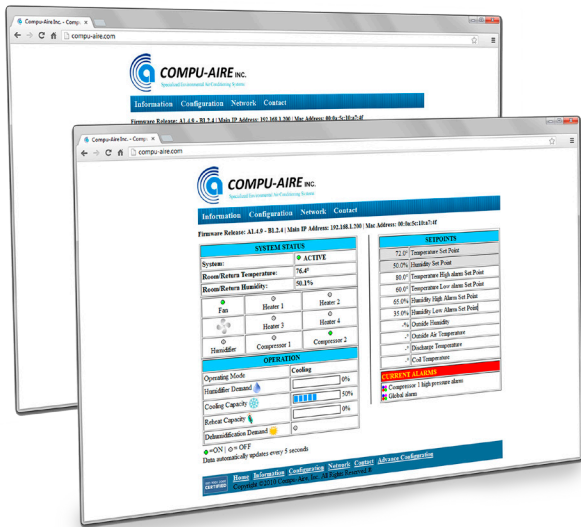 Compu-Aire Inc. - Comp.
compu-aire.com
COMPU-AIRE INC.
Specialized Environmental Air-Conditioning Systems
Information Configuration Network Contact
Firmware Release: A1.4.9 - B1.2.4 | Main IP Address: 192.168.1.200 | Mac Address: 00:0a:5c:10:a7:4f
Compu-Aire Inc. - Comp.
compu-aire.com
COMPU-AIRE INC.
Specialized Environmental Air-Conditioning Systems
Information Configuration Network Contact
Firmware Release: A1.4.9 - B1.2.4 | Main IP Address: 192.168.1.200 | Mac Address: 00:0a:5c:10:a7:4f
SYSTEM STATUS
System: ACTIVE
Room/Return Temperature: 76.4°
Room/Return Humidity: 50.1%
Fan Heater 1 Heater 2
Heater 3 Heater 4
Humidifier Compressor 1 Compressor 2
OPERATION
Operating Mode Cooling
Humidifier Demand 0%
Cooling Capacity 50%
Reheat Capacity 0%
Dehumidification Demand
=ON | = OFF
Data automatically updates every 5 seconds
SETPOINTS
72.0° Temperature Set Point
50.0% Humidity Set Point
80.0° Temperature High alarm Set Point
60.0° Temperature Low alarm Set Point
65.0% Humidity High Alarm Set Point
35.0% Humidity Low Alarm Set Point
-% Outside Humidity
-° Outside Air Temperature
-° Discharge Temperature
-° Coil Temperature
CURRENT ALARMS
Compressor 1 high pressure alarm
Global alarm
Home Information Configuration Network Contact Advance Configuration
Copyright ©2010 Compu-Aire, Inc. All Rights Reserved.®
CERTIFIED